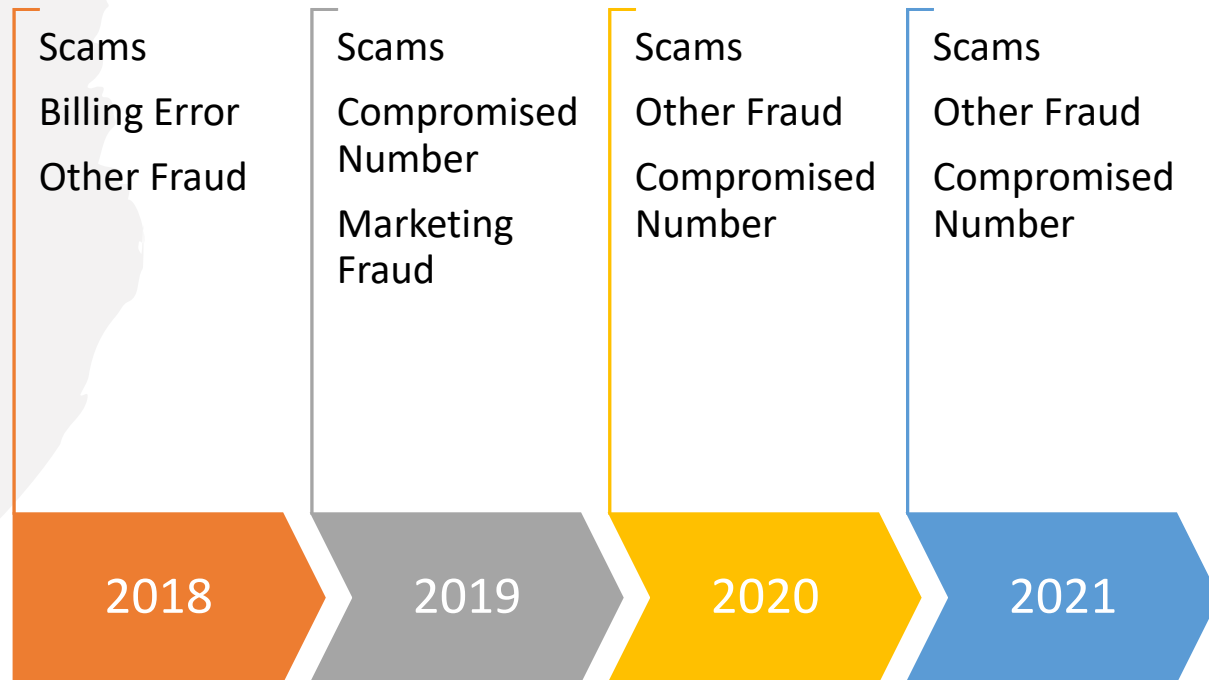 Scams
Billing Error
Other Fraud
Scams
Compromised
Number
Marketing
Fraud
Scams
Other Fraud
Compromised
Number
Scams
Other Fraud
Compromised
Number
2018
2019
2020
2021